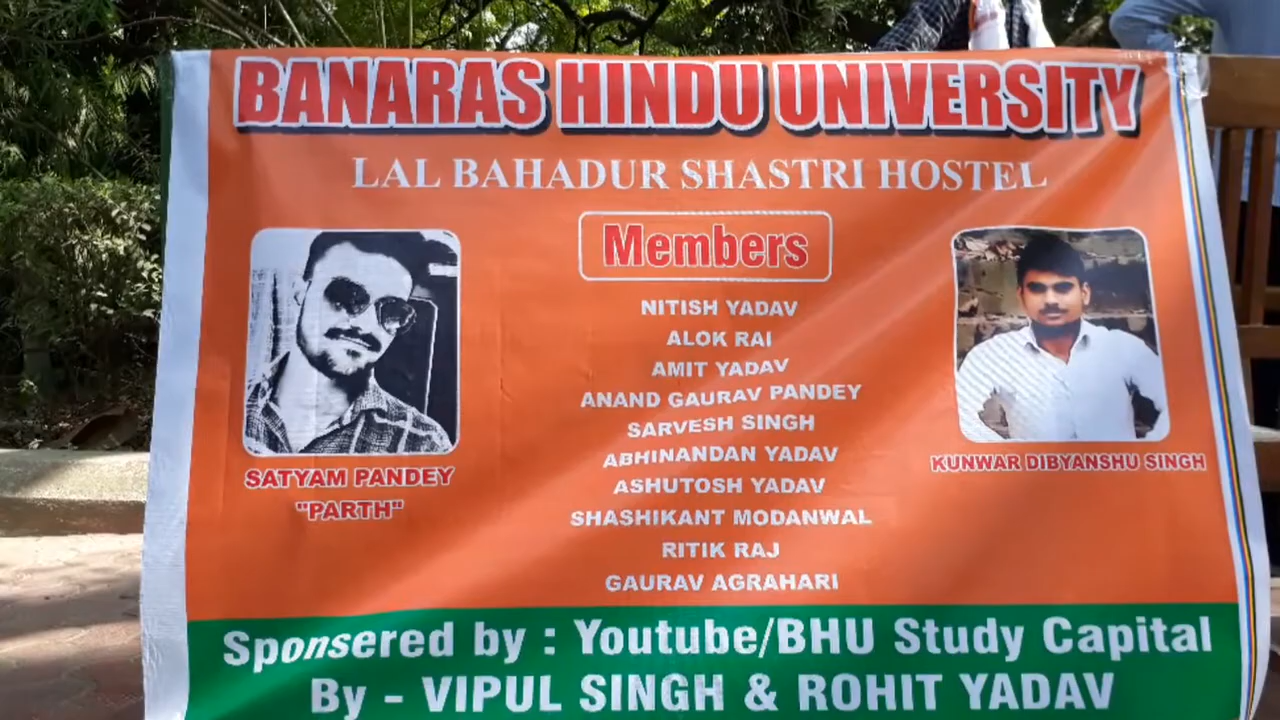 BANARAS HINDU UNIVERSITY
LAL BAHADUR SHASTRI HOSTEL
Members
NITISH YADAV
ALOK RAI
AMIT YADAV
ANAND GAURAV PANDEY
SARVESH SINGH
ABHINANDAN YADAV
ASHUTOSH YADAV
SHASHIKANT MODANWAL
RITIK RAJ
GAURAV AGRAHARI
SATYAM PANDEY
"PARTH"
KUNWAR DIBYANSHU SINGH
Sponsered by : Youtube/BHU Study Capital
By - VIPUL SINGH & ROHIT YADAV